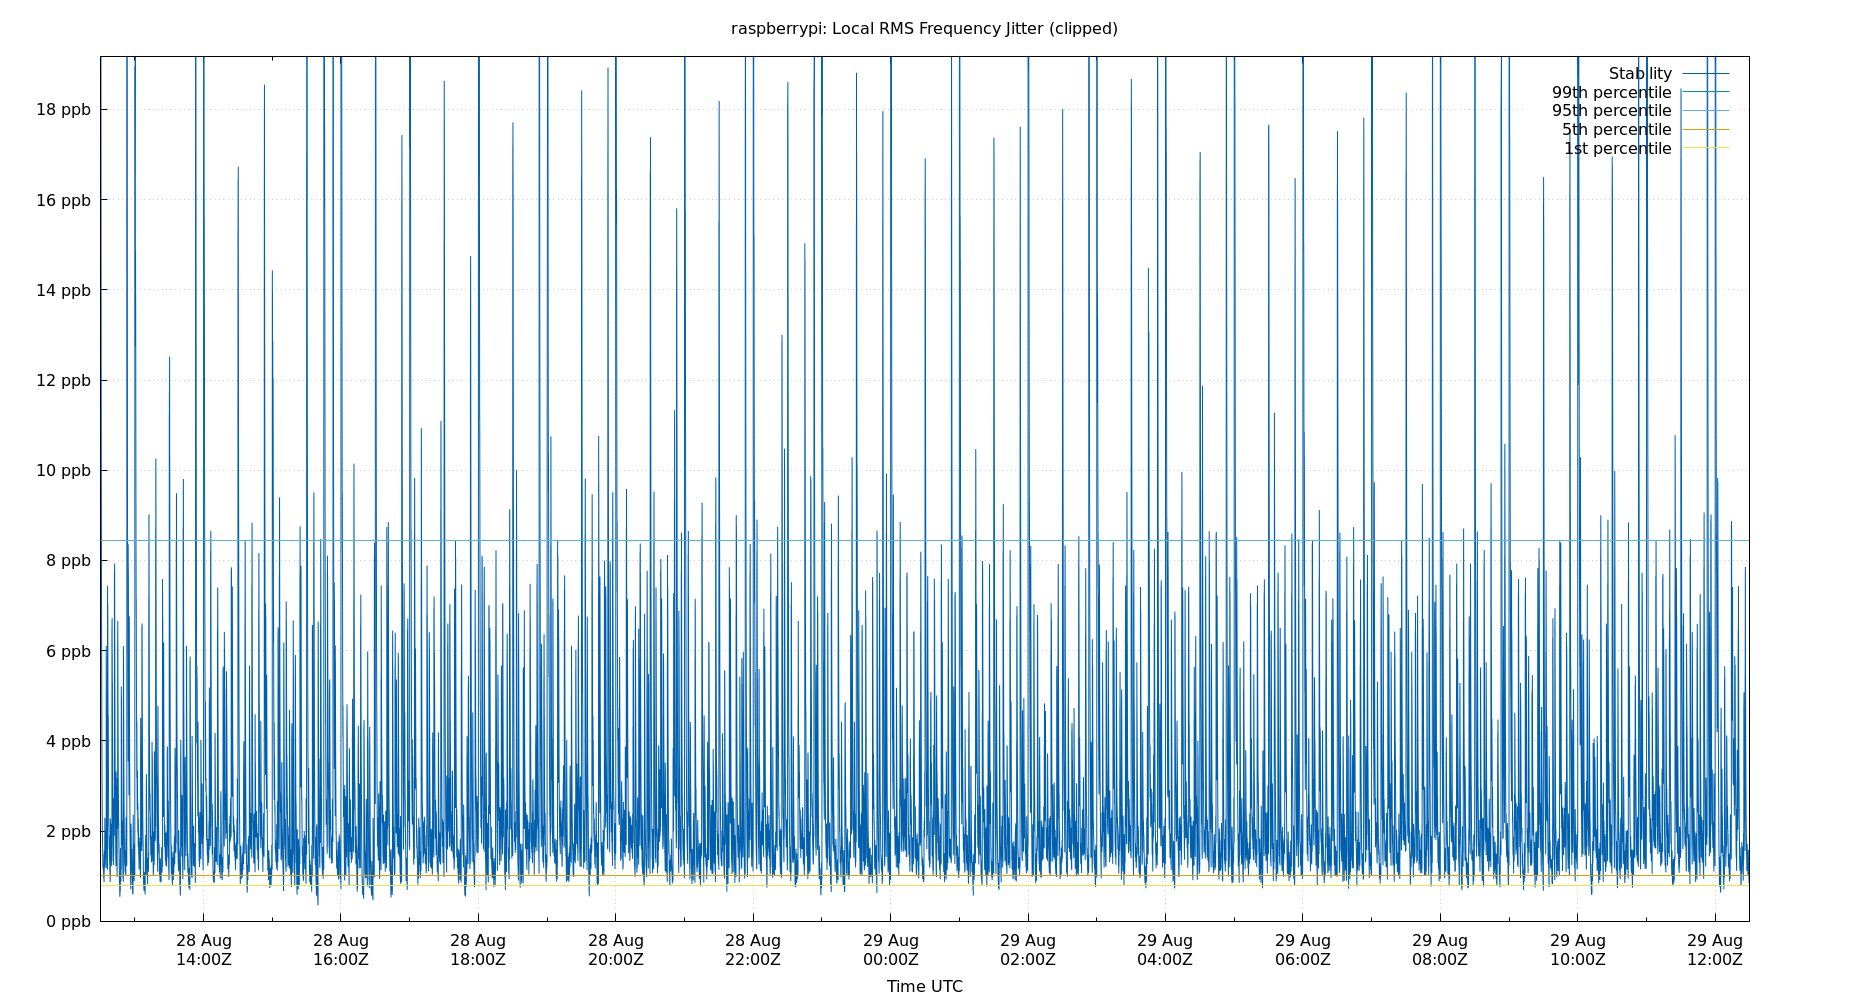 raspberrypi: Local RMS Frequency Jitter (clipped)
Stability
99th percentile
95th percentile
5th percentile
1st percentile
18 ppb
16 ppb
14 ppb
12 ppb
10 ppb
8 ppb
6 ppb
4 ppb
2 ppb
0 ppb
28 Aug 28 Aug 28 Aug 28 Aug 28 Aug 29 Aug 29 Aug 29 Aug 29 Aug 29 Aug 29 Aug 29 Aug
14:00Z 16:00Z 18:00Z 20:00Z 22:00Z 00:00Z 02:00Z 04:00Z 06:00Z 08:00Z 10:00Z 12:00Z
Time UTC